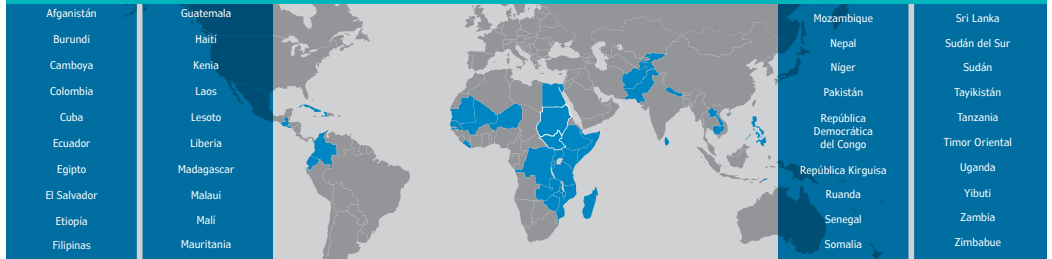 Afganistán
Burundi
Camboya
Colombia
Cuba
Ecuador
Egipto
El Salvador
Etiopía
Filipinas
Guatemala
Haití
Kenia
Laos
Lesoto
Liberia
Madagascar
Malaui
Malí
Mauritania
Mozambique
Nepal
Níger
Pakistán
República
Democrática
del Congo
República Kirguisa
Ruanda
Senegal
Somalia
Sri Lanka
Sudán del Sur
Sudán
Tayikistán
Tanzania
Timor Oriental
Uganda
Yibuti
Zambia
Zimbabue